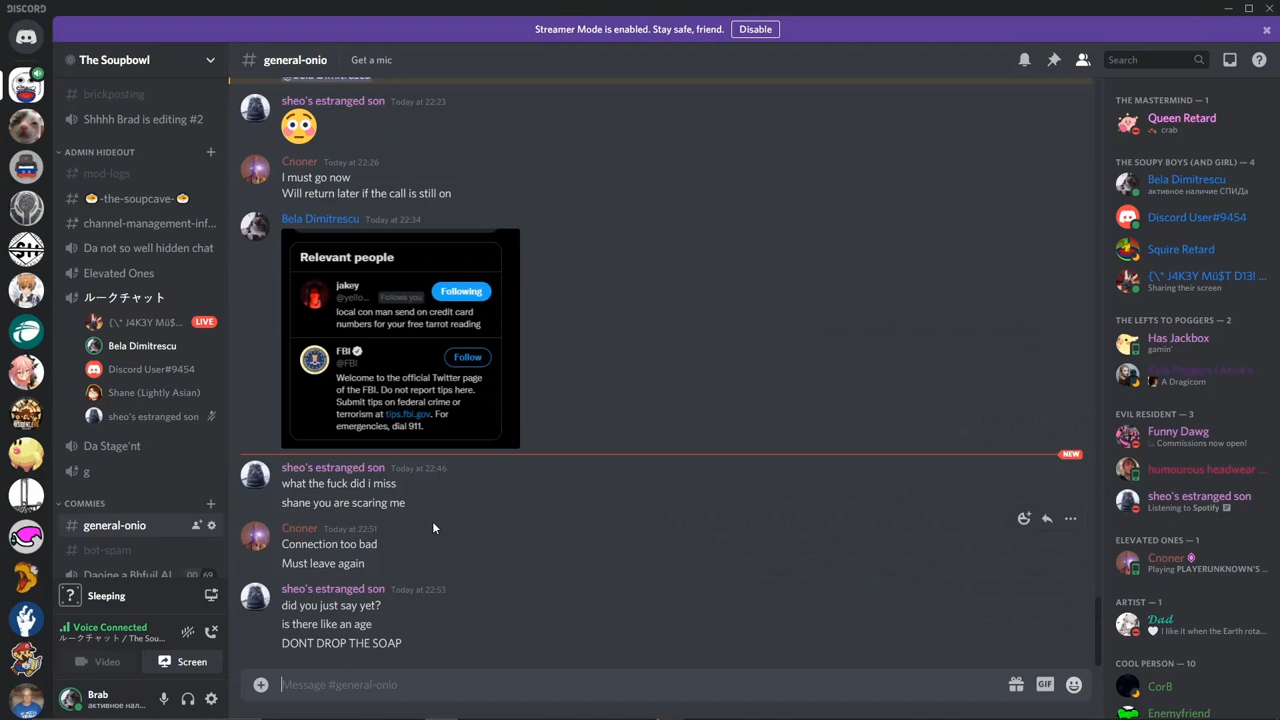 DISCORD
Streamer Mode is enabled. Stay safe, friend.
Disable
The Soupbowl
general-onio
Get a mic
Search
brickposting
Shhhh Brad is editing #2
ADMIN HIDEOUT
mod-logs
-the-soupcave-
channel-management-inf...
Da not so well hidden chat
Elevated Ones
ルークチャット
{\" J4K3Y Mü$...
LIVE
Bela Dimitrescu
Discord User#9454
Shane (Lightly Asian)
sheo's estranged son
Da Stage'nt
g
COMMIES
general-onio
bot-spam
00 69
Sleeping
Voice Connected
ルークチャット / The Sou...
Video
Screen
Brab
активное нал...
sheo's estranged son Today at 22:23
Cnoner Today at 22:26
I must go now
Will return later if the call is still on
Bela Dimitrescu Today at 22:34
Relevant people
jakey
@yello... Follows you
Following
local con man send on credit card
numbers for your free tarrot reading
FBI
@FBI
Follow
Welcome to the official Twitter page
of the FBI. Do not report tips here.
Submit tips on federal crime or
terrorism at tips.fbi.gov. For
emergencies, dial 911.
NEW
sheo's estranged son Today at 22:46
what the fuck did i miss
shane you are scaring me
Cnoner Today at 22:51
Connection too bad
Must leave again
sheo's estranged son Today at 22:53
did you just say yet?
is there like an age
DONT DROP THE SOAP
Message #general-onio
GIF
THE MASTERMIND — 1
Queen Retard
crab
THE SOUPY BOYS (AND GIRL) — 4
Bela Dimitrescu
активное наличие СПИДа
Discord User#9454
Squire Retard
{\" J4K3Y Mü$T D13! ...
Sharing their screen
THE LEFTS TO POGGERS — 2
Has Jackbox
gamin'
A Dragicorn
EVIL RESIDENT — 3
Funny Dawg
... Commissions now open!
humourous headwear ...
sheo's estranged son
Listening to Spotify
ELEVATED ONES — 1
Cnoner
Playing PLAYERUNKNOWN'S ...
ARTIST — 1
Dad
I like it when the Earth rota...
COOL PERSON — 10
CorB
Enemyfriend